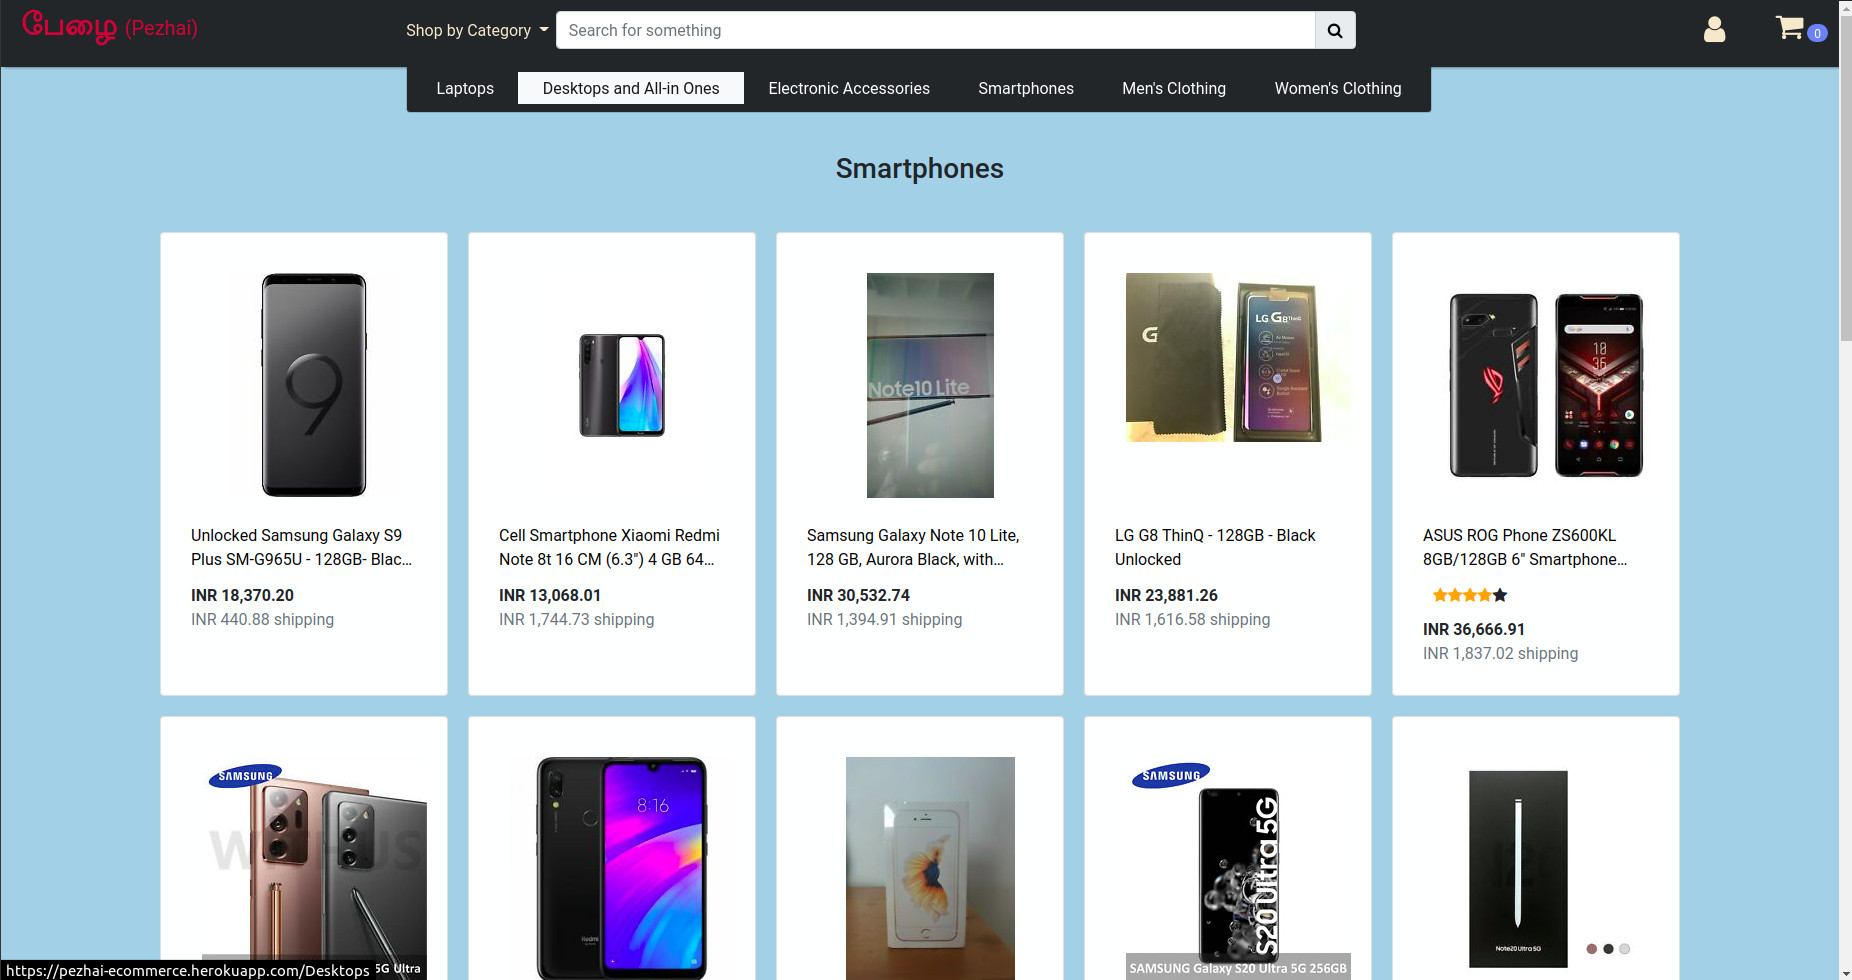 பேழை (Pezhai)
Shop by Category
Search for something
0
Laptops
Desktops and All-in Ones
Electronic Accessories
Smartphones
Men's Clothing
Women's Clothing
Smartphones
9
Note10 Lite
G
LG G8 ThinQ
18
36
Unlocked Samsung Galaxy S9
Plus SM-G965U - 128GB- Blac...
INR 18,370.20
INR 440.88 shipping
Cell Smartphone Xiaomi Redmi
Note 8t 16 CM (6.3") 4 GB 64...
INR 13,068.01
INR 1,744.73 shipping
Samsung Galaxy Note 10 Lite,
128 GB, Aurora Black, with...
INR 30,532.74
INR 1,394.91 shipping
LG G8 ThinQ - 128GB - Black
Unlocked
INR 23,881.26
INR 1,616.58 shipping
ASUS ROG Phone ZS600KL
8GB/128GB 6" Smartphone...
INR 36,666.91
INR 1,837.02 shipping
SAMSUNG
5G Ultra
8:16
Redmi
SAMSUNG
S20 Ultra 5G
SAMSUNG Galaxy S20 Ultra 5G 256GB
Note20 Ultra 5G
https://pezhai-ecommerce.herokuapp.com/Desktops